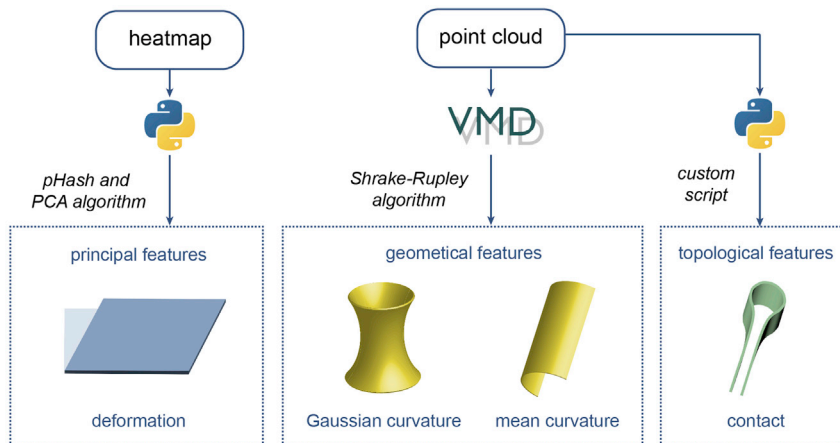 heatmap
point cloud
VMD
pHash and
PCA algorithm
Shrake-Rupley
algorithm
custom
script
principal features
geometical features
topological features
deformation
Gaussian curvature
mean curvature
contact